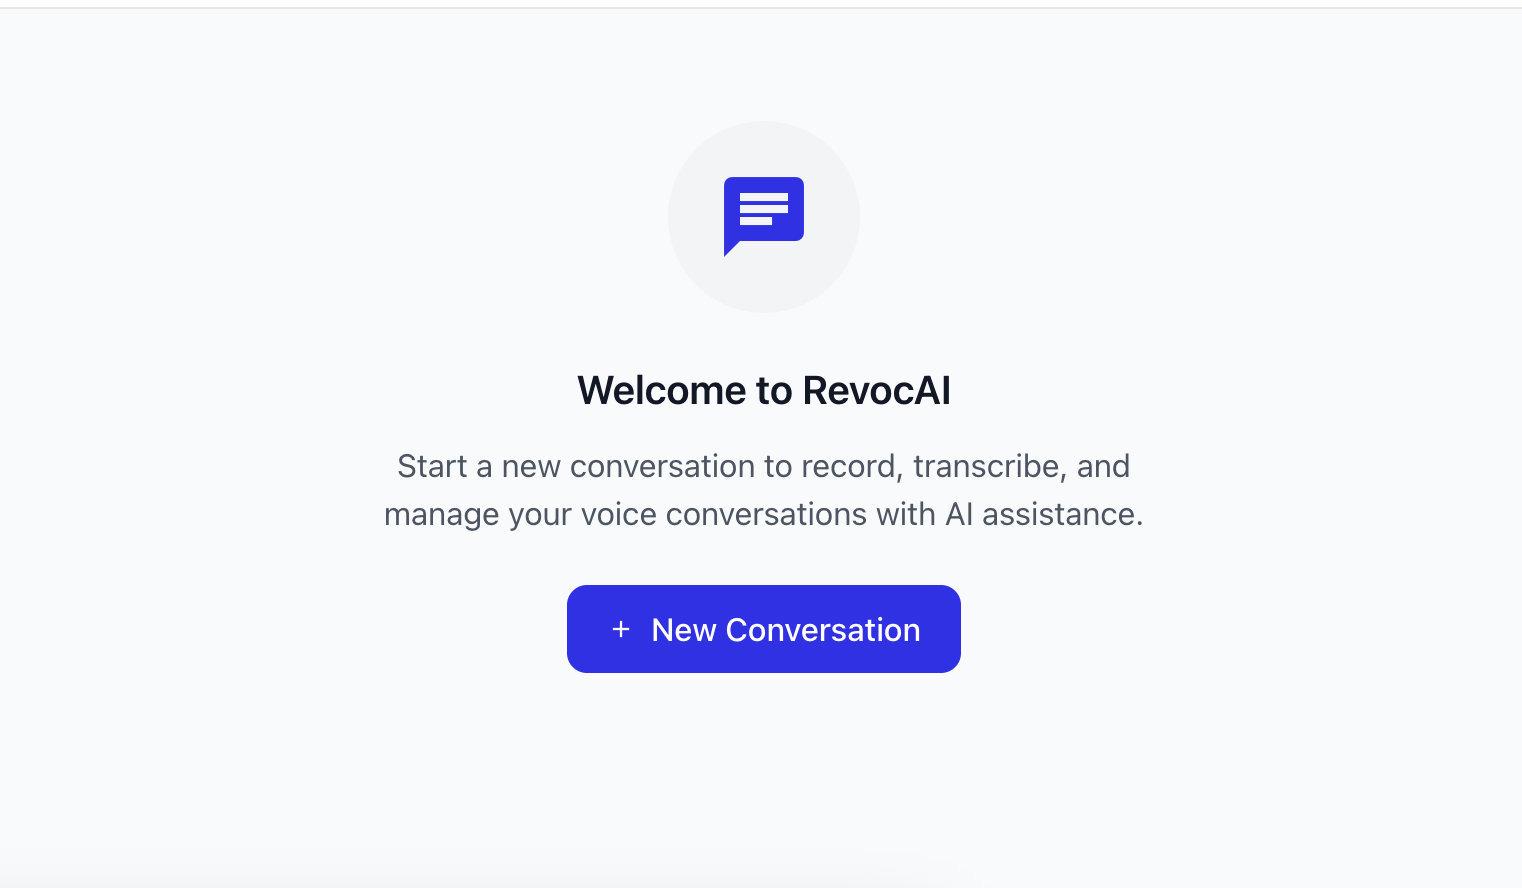 Welcome to RevocAI
Start a new conversation to record, transcribe, and
manage your voice conversations with AI assistance.
+ New Conversation